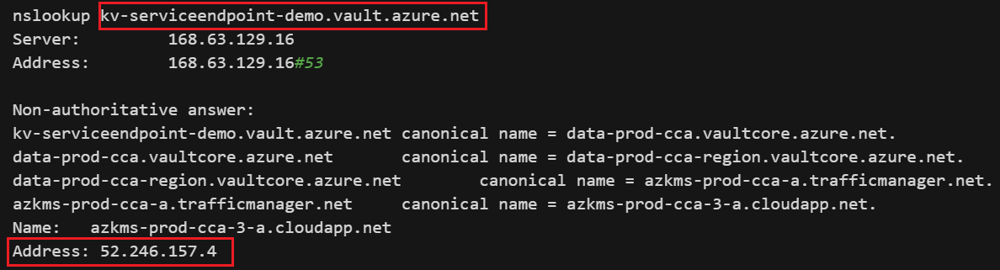 nslookup kv-serviceendpoint-demo.vault.azure.net
Server: 168.63.129.16
Address: 168.63.129.16#53
Non-authoritative answer:
kv-serviceendpoint-demo.vault.azure.net canonical name = data-prod-cca.vaultcore.azure.net.
data-prod-cca.vaultcore.azure.net canonical name = data-prod-cca-region.vaultcore.azure.net.
data-prod-cca-region.vaultcore.azure.net canonical name = azkms-prod-cca-a.trafficmanager.net.
azkms-prod-cca-a.trafficmanager.net canonical name = azkms-prod-cca-3-a.cloudapp.net.
Name: azkms-prod-cca-3-a.cloudapp.net
Address: 52.246.157.4